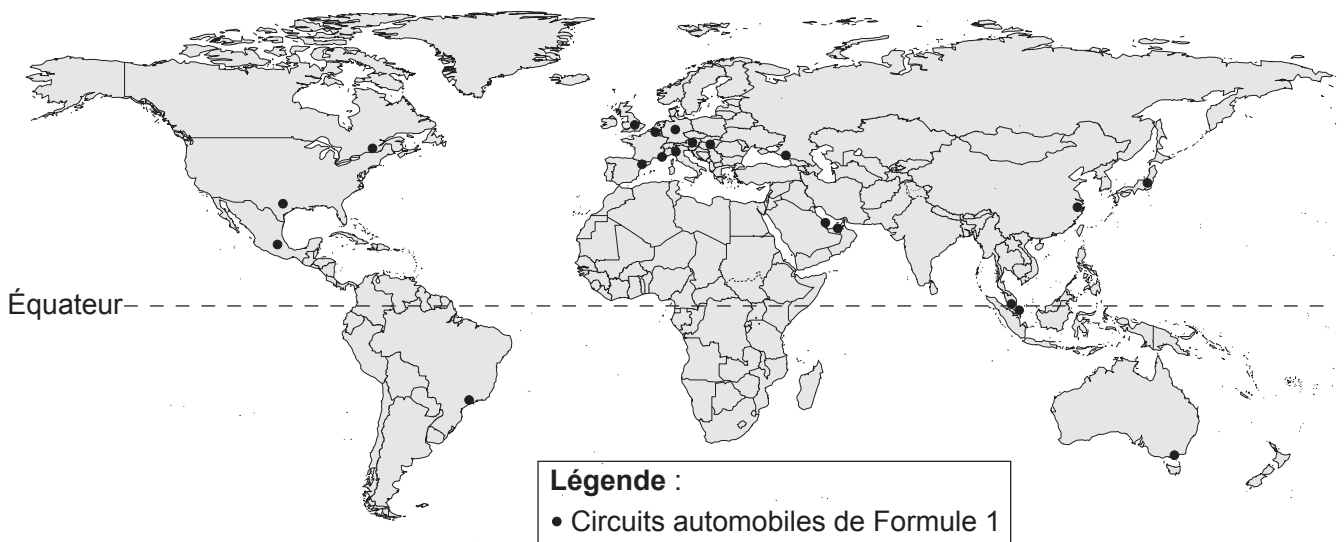 Équateur
Légende :
• Circuits automobiles de Formule 1